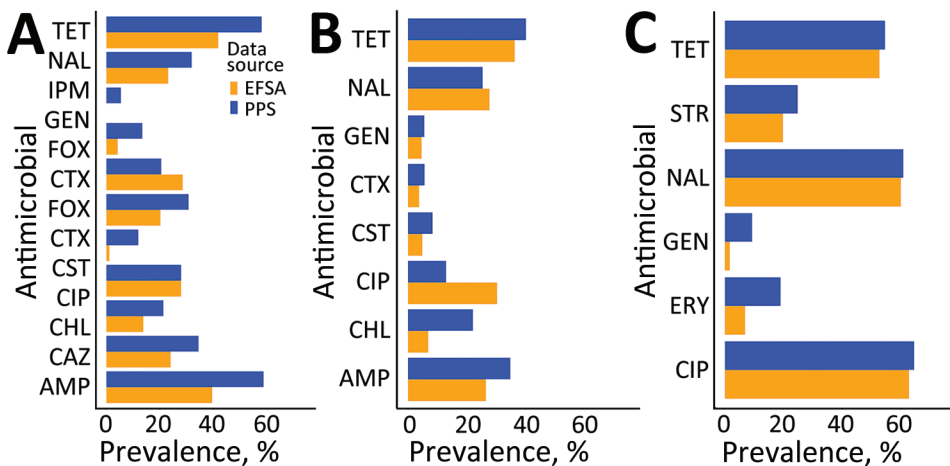 A
Antimicrobial
TET
NAL
IPM
GEN
FOX
CTX
FOX
CTX
CST
CIP
CHL
CAZ
AMP
Data
source
EFSA
PPS
0 20 40 60
Prevalence, %
B
Antimicrobial
TET
NAL
GEN
CTX
CST
CIP
CHL
AMP
0 20 40 60
Prevalence, %
C
Antimicrobial
TET
STR
NAL
GEN
ERY
CIP
0 20 40 60
Prevalence, %